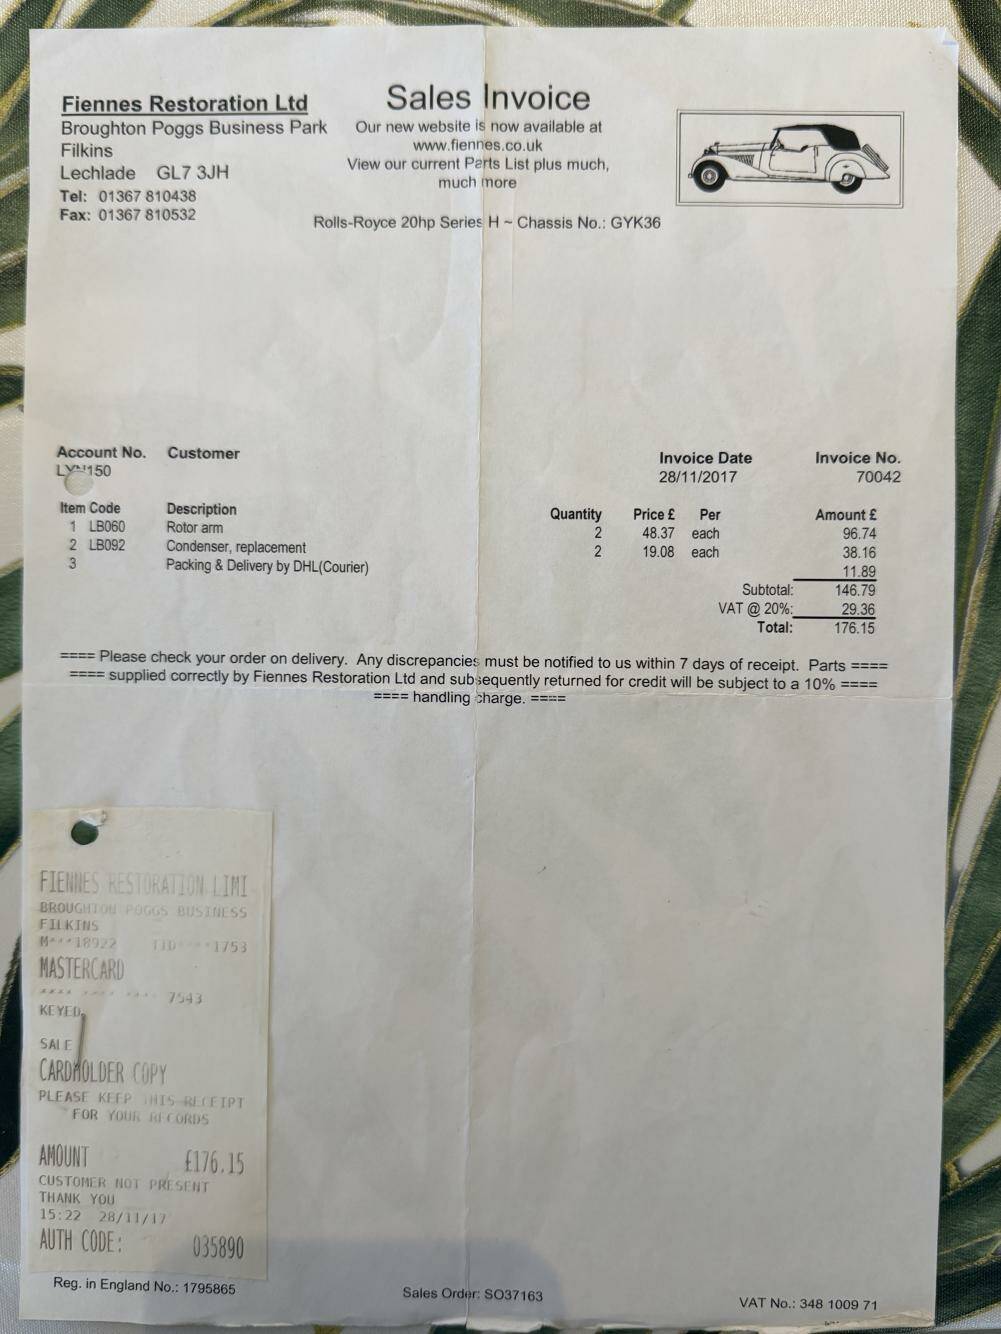 Fiennes Restoration Ltd
Broughton Poggs Business Park
Filkins
Lechlade GL7 3JH
Tel: 01367 810438
Fax: 01367 810532
Sales Invoice
Our new website is now available at
www.fiennes.co.uk
View our current Parts List plus much,
much more
Rolls-Royce 20hp Series H ~ Chassis No.: GYK36
Account No. Customer
LYN150
Invoice Date Invoice No.
28/11/2017 70042
Item Code Description Quantity Price £ Per Amount £
1 LB060 Rotor arm 2 48.37 each 96.74
2 LB092 Condenser, replacement 2 19.08 each 38.16
3 Packing & Delivery by DHL(Courier) 11.89
Subtotal: 146.79
VAT @ 20%: 29.36
Total: 176.15
==== Please check your order on delivery. Any discrepancies must be notified to us within 7 days of receipt. Parts ====
==== supplied correctly by Fiennes Restoration Ltd and subsequently returned for credit will be subject to a 10% ====
==== handling charge. ====
FIENNES RESTORATION LIMI
BROUGHTON POGGS BUSINESS
FILKINS
M***18922 TID****1753
MASTERCARD
**** **** **** 7543
KEYED
SALE
CARDHOLDER COPY
PLEASE KEEP THIS RECEIPT
FOR YOUR RECORDS
AMOUNT £176.15
CUSTOMER NOT PRESENT
THANK YOU
15:22 28/11/17
AUTH CODE: 035890
Reg. in England No.: 1795865
Sales Order: SO37163
VAT No.: 348 1009 71